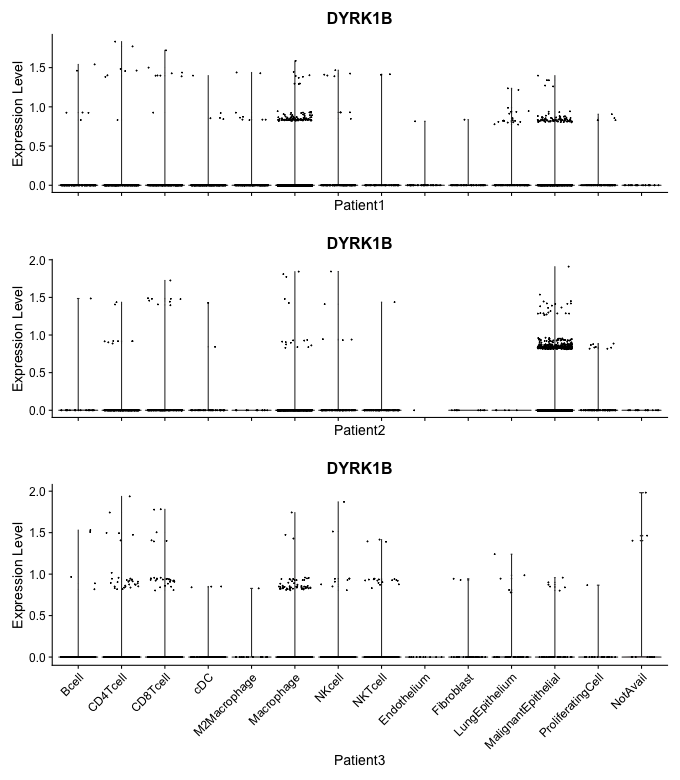 DYRK1B
Expression Level
1.5
1.0
0.5
0.0
Patient1
DYRK1B
Expression Level
2.0
1.5
1.0
0.5
0.0
Patient2
DYRK1B
Expression Level
2.0
1.5
1.0
0.5
0.0
Bcell
CD4Tcell
CD8Tcell
cDC
M2Macrophage
Macrophage
NKcell
NKTcell
Endothelium
Fibroblast
LungEpithelium
MalignantEpithelial
ProliferatingCell
NotAvail
Patient3